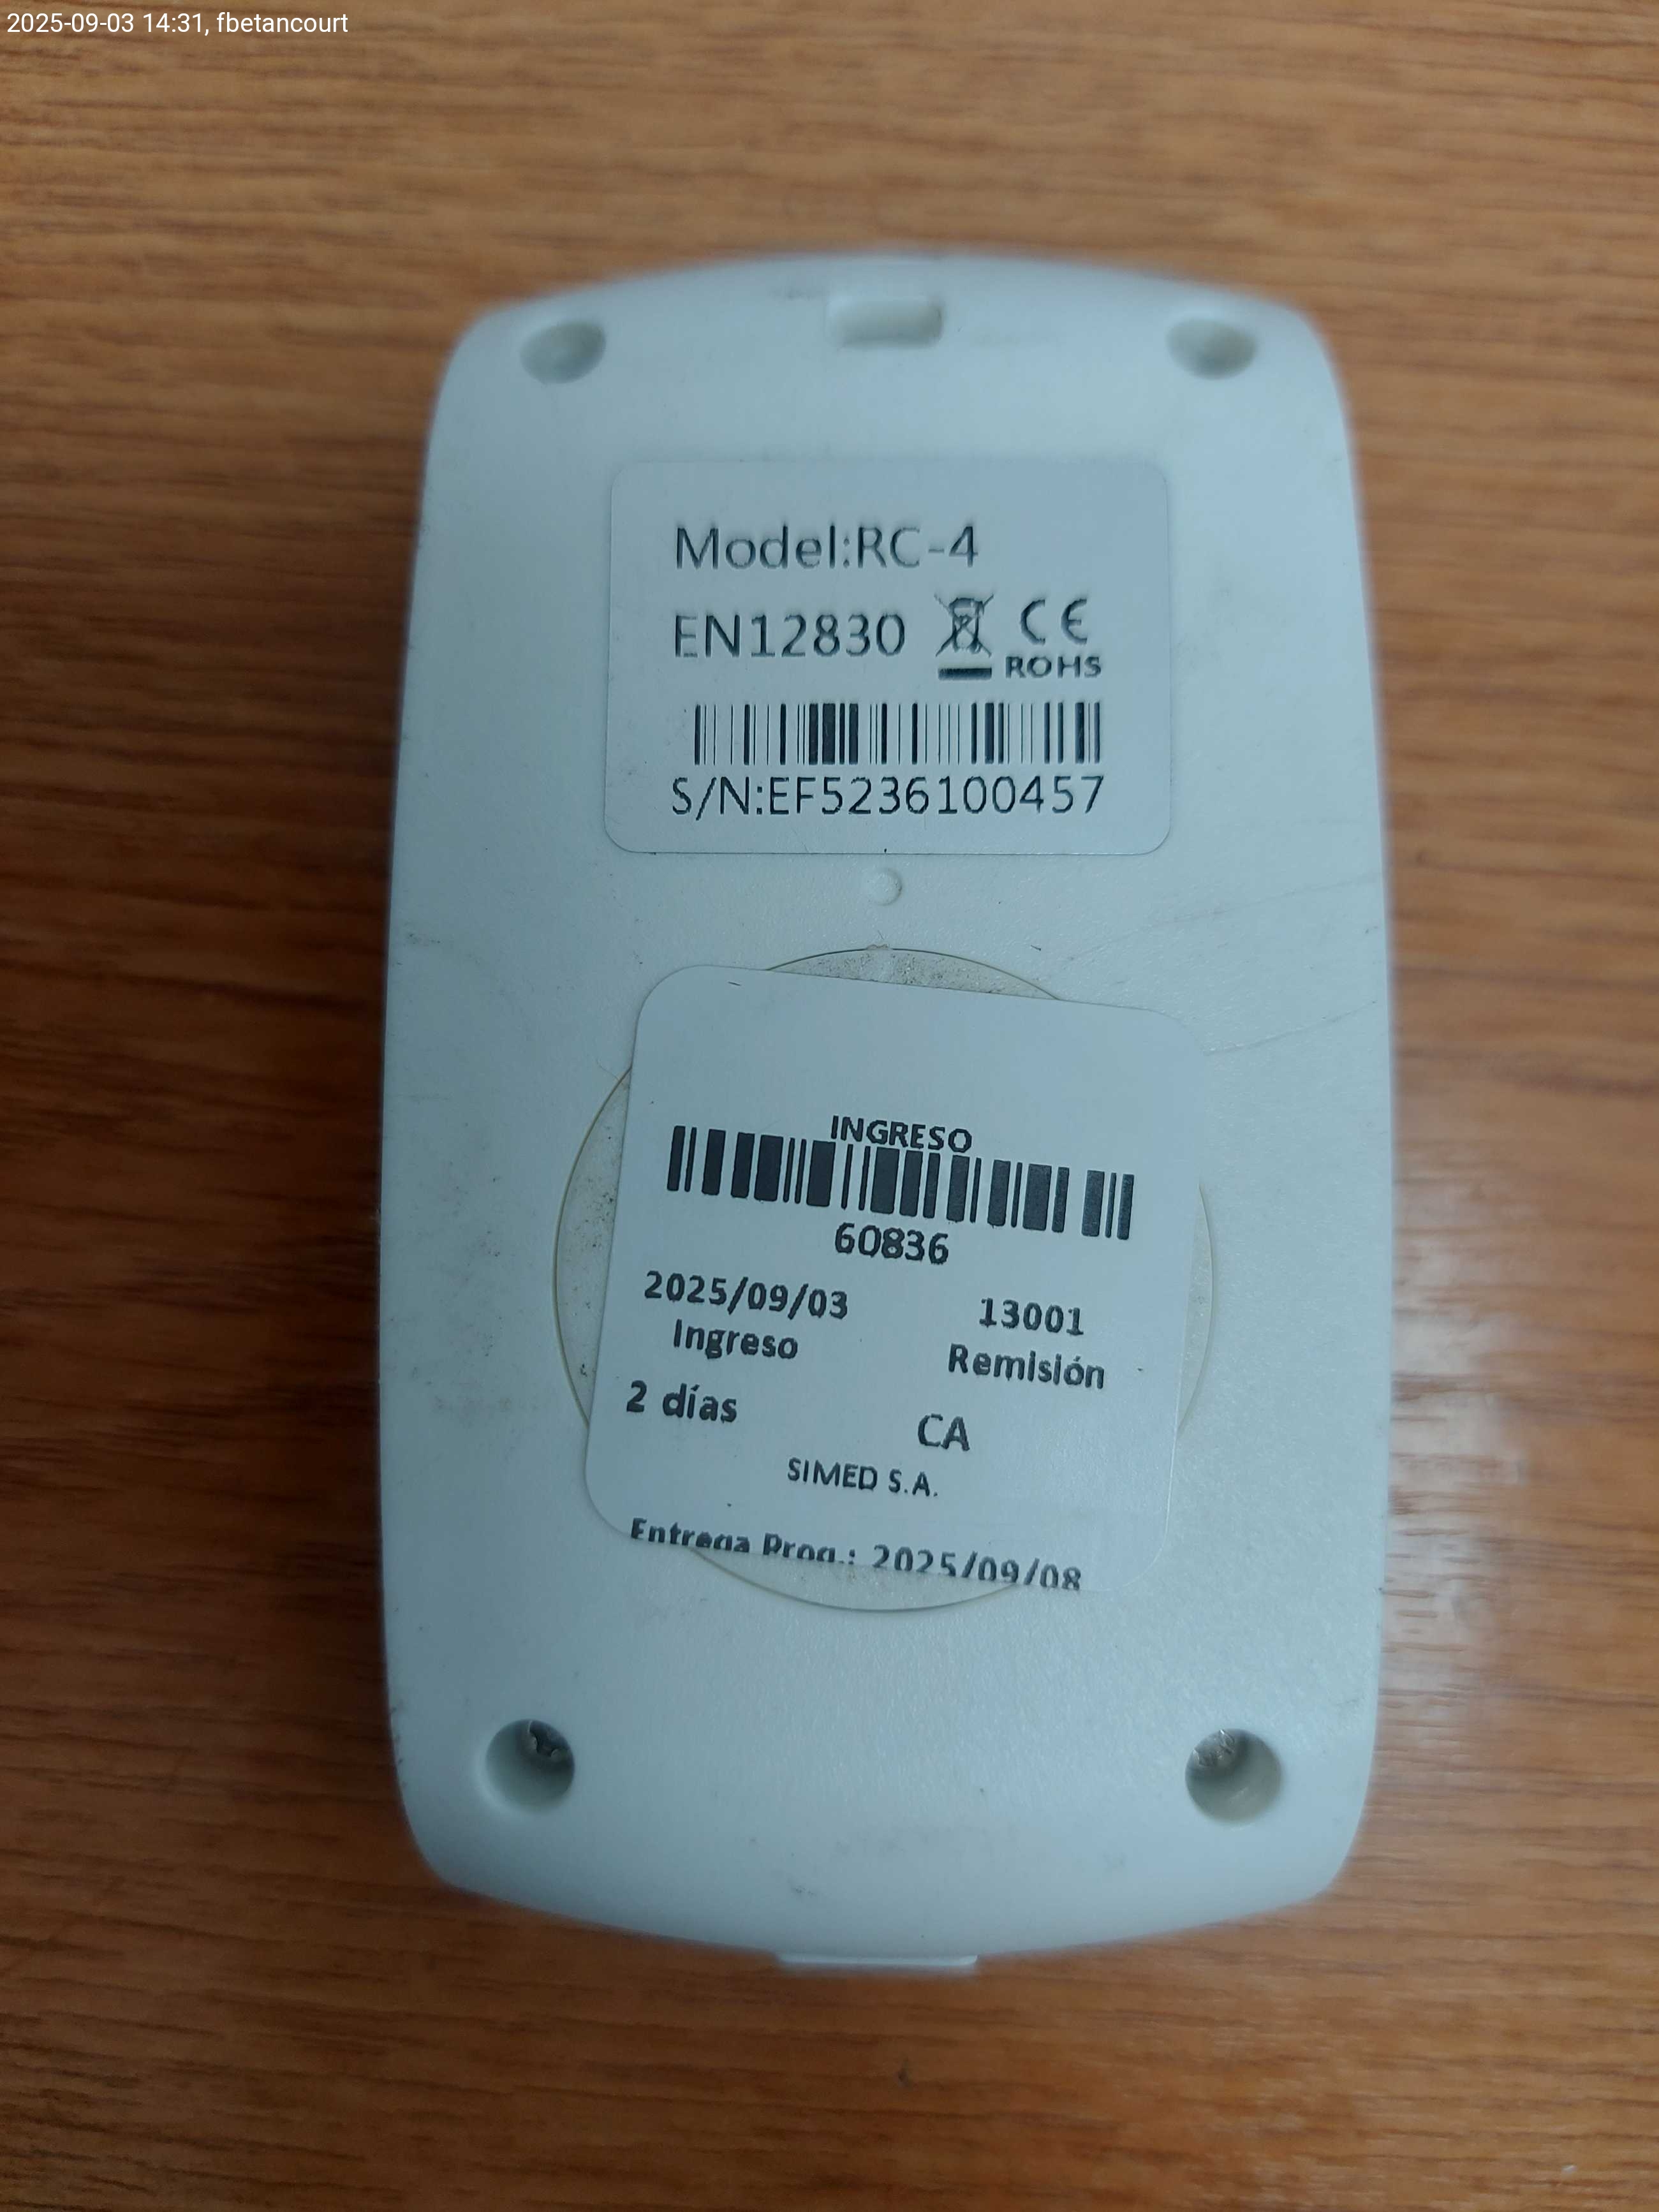 2025-09-03 14:31, fbetancourt
Model:RC-4
EN12830 CE
ROHS
S/N:EF5236100457
INGRESO
60836
2025/09/03 13001
Ingreso Remisión
2 días CA
SIMED S.A.
Entrega Prog.: 2025/09/08